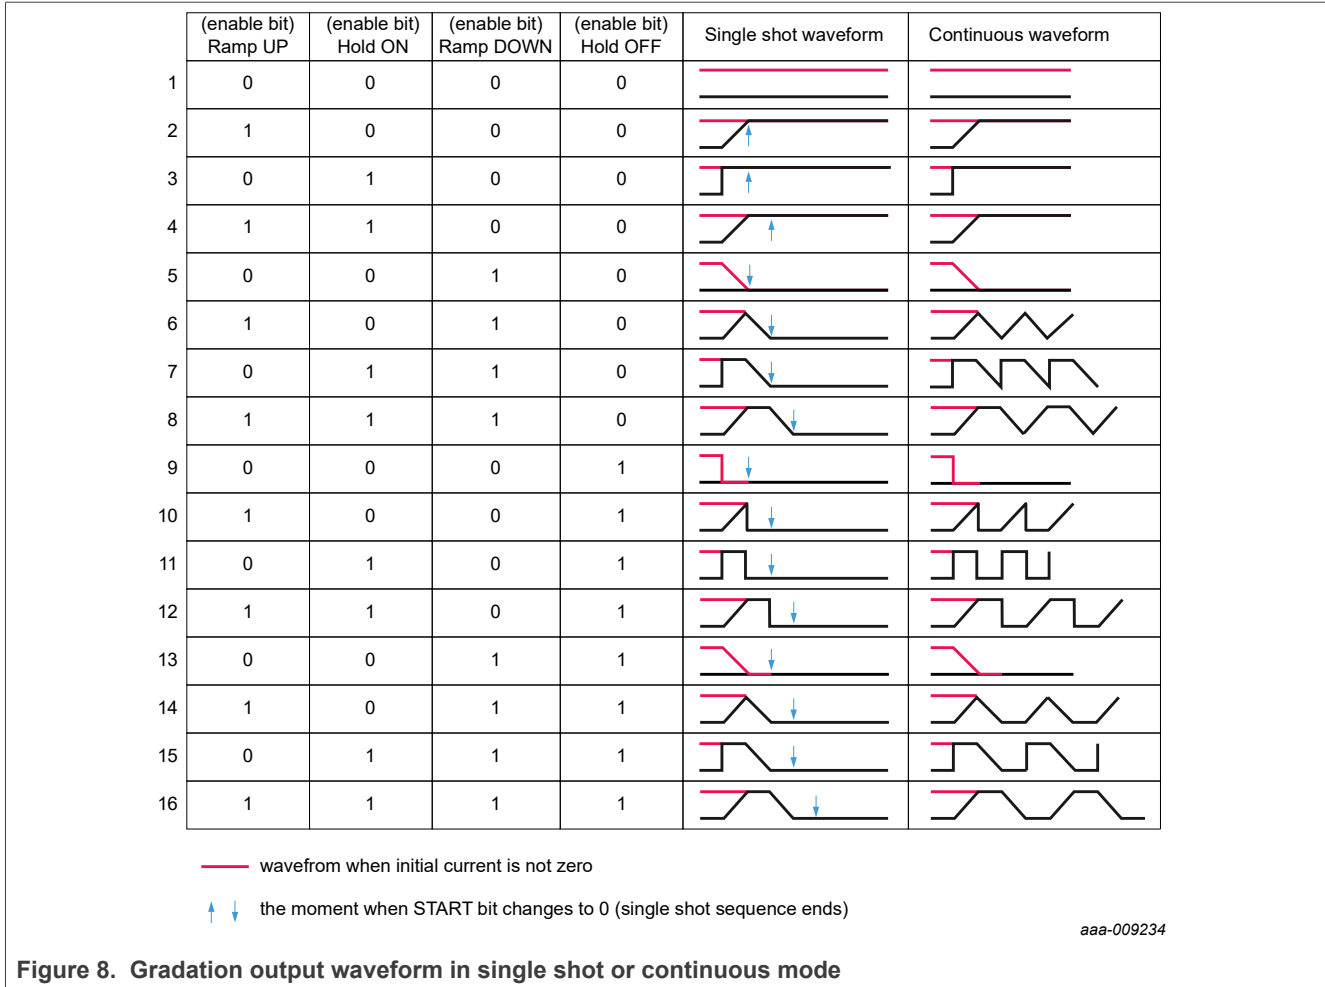 (enable bit) Ramp UP (enable bit) Hold ON (enable bit) Ramp DOWN (enable bit) Hold OFF Single shot waveform Continuous waveform
1 0 0 0 0
2 1 0 0 0
3 0 1 0 0
4 1 1 0 0
5 0 0 1 0
6 1 0 1 0
7 0 1 1 0
8 1 1 1 0
9 0 0 0 1
10 1 0 0 1
11 0 1 0 1
12 1 1 0 1
13 0 0 1 1
14 1 0 1 1
15 0 1 1 1
16 1 1 1 1
wavefrom when initial current is not zero
the moment when START bit changes to 0 (single shot sequence ends)
aaa-009234
Figure 8. Gradation output waveform in single shot or continuous mode